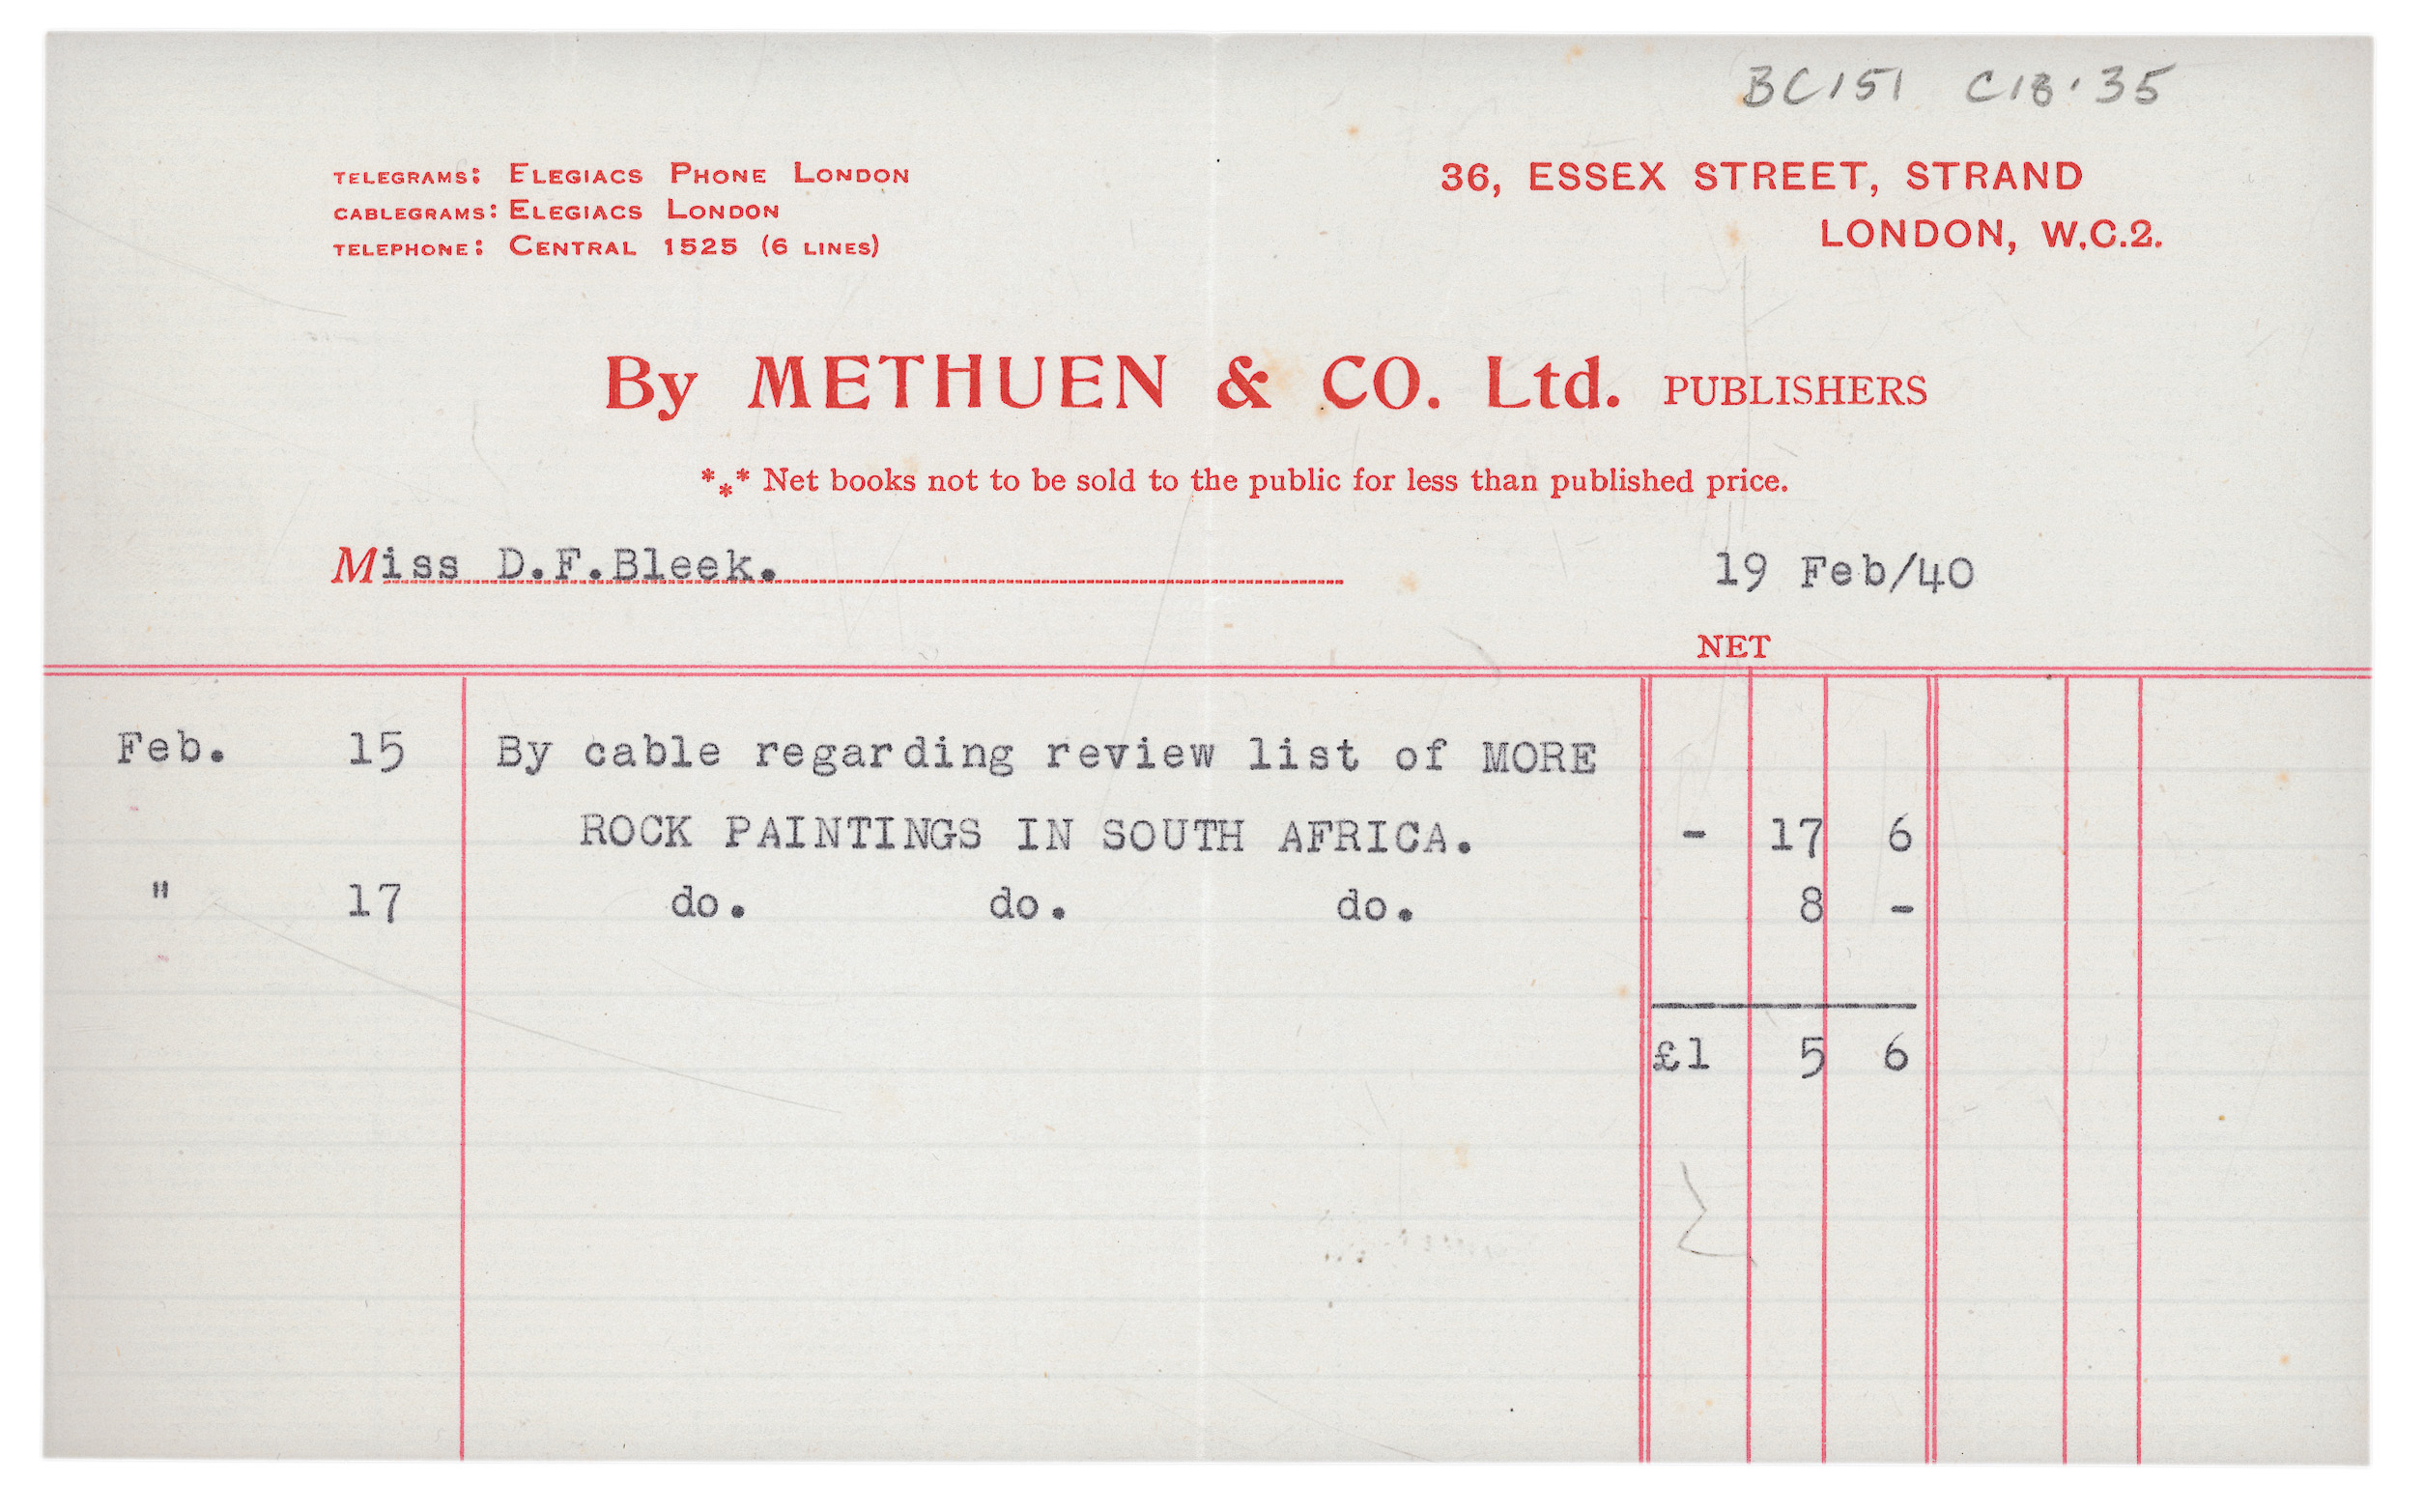 BC151 C18.35
TELEGRAMS: ELEGIACS PHONE LONDON
CABLEGRAMS: ELEGIACS LONDON
TELEPHONE: CENTRAL 1525 (6 LINES)
36, ESSEX STREET, STRAND
LONDON, W.C.2.
By METHUEN & CO. Ltd. PUBLISHERS
*⁎* Net books not to be sold to the public for less than published price.
Miss D.F.Bleek. 19 Feb/40
NET
Feb. 15 By cable regarding review list of MORE
ROCK PAINTINGS IN SOUTH AFRICA. - 17 6
" 17 do. do. do. 8 -
£1 5 6